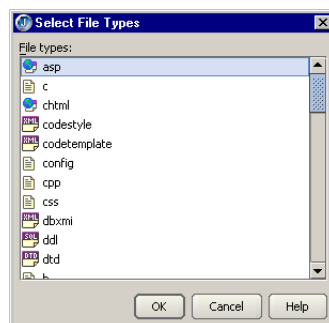 Select File Types
File types:
asp
c
chtml
codestyle
codetemplate
config
cpp
css
dbxmi
ddl
dtd
OK Cancel Help